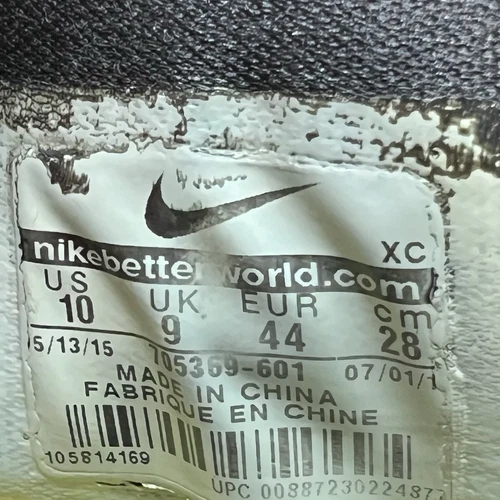 XC
nikebetterworld.com
US UK EUR cm
10 9 44 28
5/13/15 705369-601 07/01/1
MADE IN CHINA
FABRIQUE EN CHINE
105814169
UPC 00887230224877